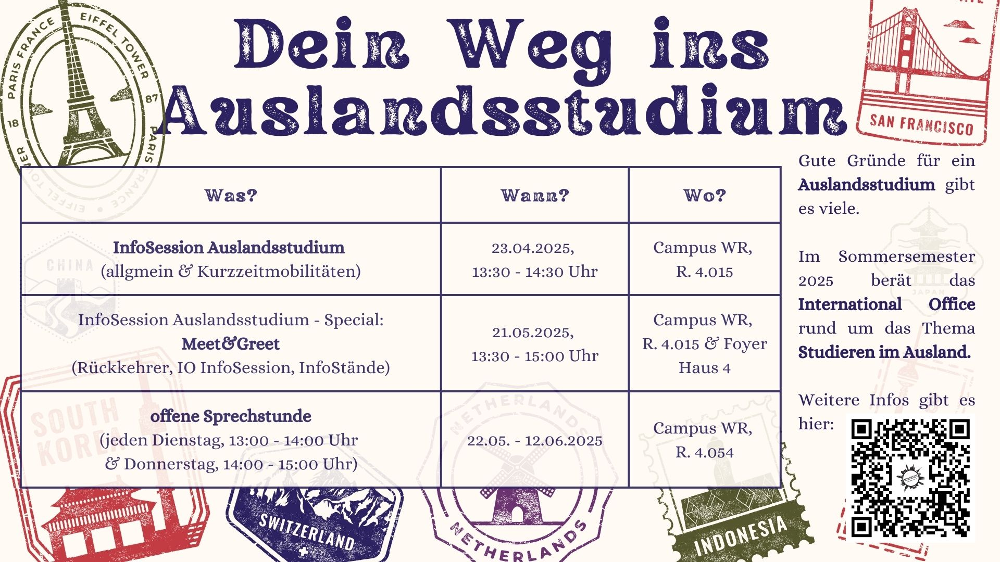 Dein Weg ins
Auslandsstudium
PARIS FRANCE
EIFFEL TOWER
18
87
PARIS FRANCE
EIFFEL TOWER
SAN FRANCISCO
Was?
Wann?
Wo?
InfoSession Auslandsstudium
(allgmein & Kurzzeitmobilitäten)
23.04.2025,
13:30 - 14:30 Uhr
Campus WR,
R. 4.015
InfoSession Auslandsstudium - Special:
Meet&Greet
(Rückkehrer, IO InfoSession, InfoStände)
21.05.2025,
13:30 - 15:00 Uhr
Campus WR,
R. 4.015 & Foyer
Haus 4
offene Sprechstunde
(jeden Dienstag, 13:00 - 14:00 Uhr
& Donnerstag, 14:00 - 15:00 Uhr)
22.05. - 12.06.2025
Campus WR,
R. 4.054
Gute Gründe für ein
Auslandsstudium gibt
es viele.
Im Sommersemester
2025 berät das
International Office
rund um das Thema
Studieren im Ausland.
Weitere Infos gibt es
hier:
CHINA
JAPAN
SOUTH
KOREA
SWITZERLAND
NETHERLANDS
NETHERLANDS
INDONESIA